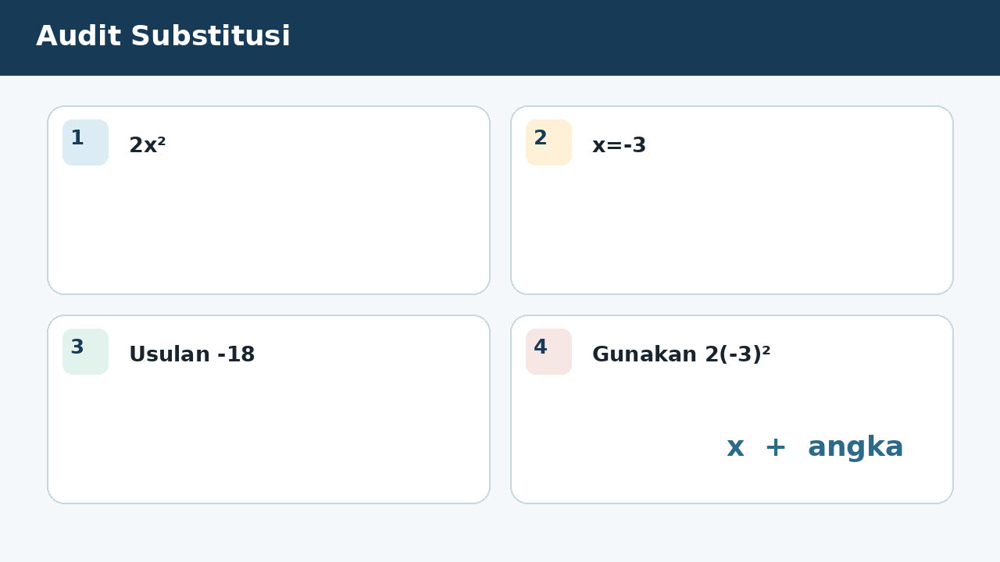 Audit Substitusi
1
2x²
2
x=-3
3
Usulan -18
4
Gunakan 2(-3)²
x + angka